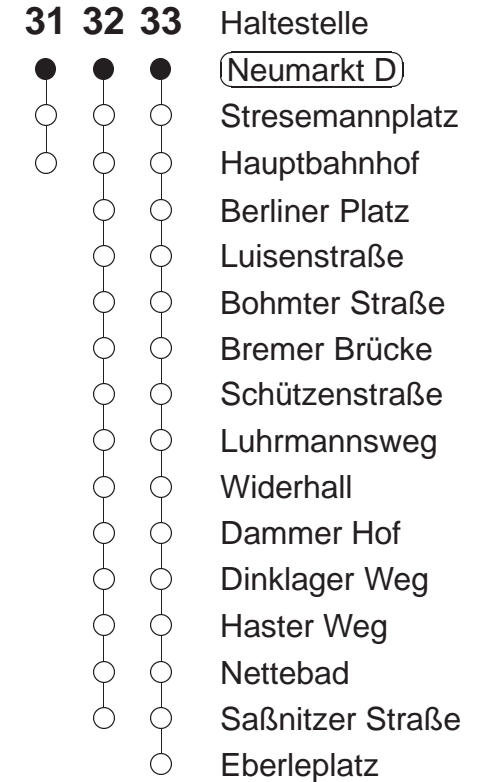 31 32 33 Haltestelle
Neumarkt D
Stresemannplatz
Hauptbahnhof
Berliner Platz
Luisenstraße
Bohmter Straße
Bremer Brücke
Schützenstraße
Luhrmannsweg
Widerhall
Dammer Hof
Dinklager Weg
Haster Weg
Nettebad
Saßnitzer Straße
Eberleplatz